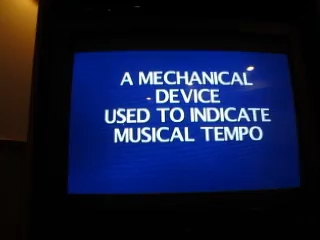 A MECHANICAL
DEVICE
USED TO INDICATE
MUSICAL TEMPO